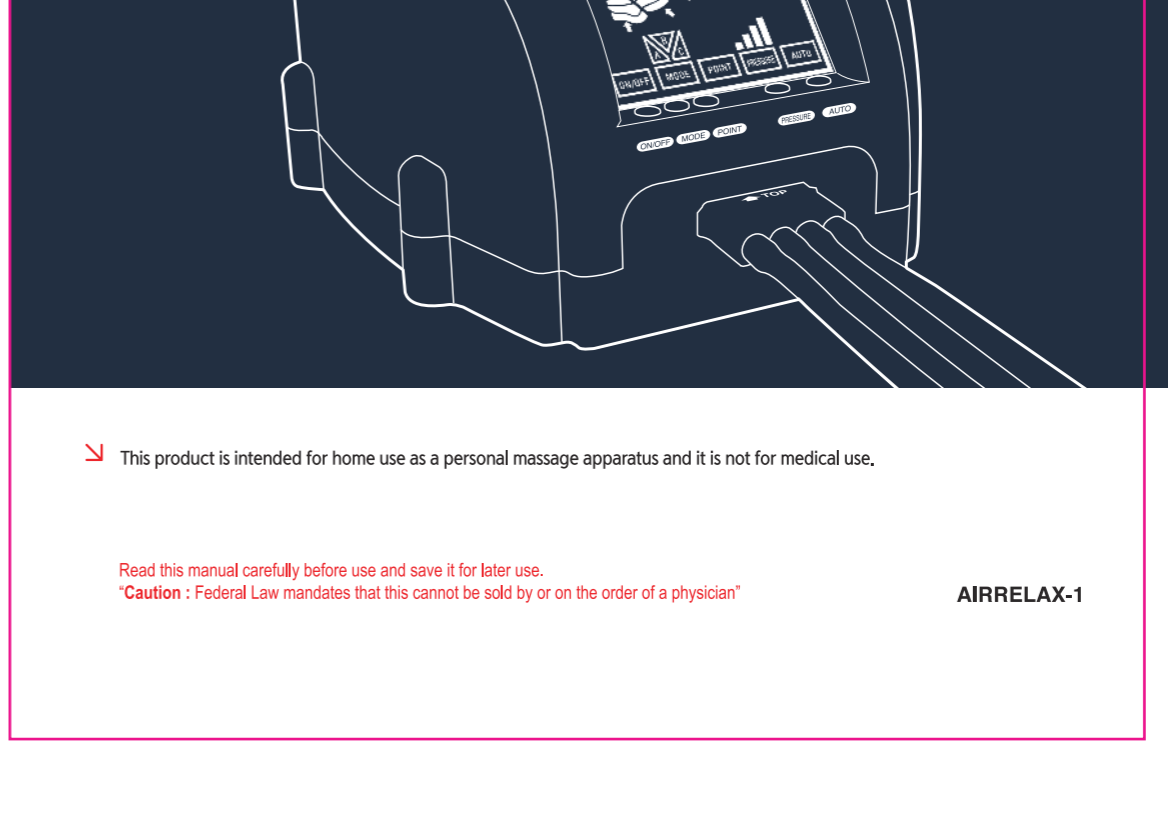 B
A
C
ON/OFF MODE POINT PRESSURE AUTO
ON/OFF MODE POINT PRESSURE AUTO
TOP
This product is intended for home use as a personal massage apparatus and it is not for medical use.
Read this manual carefully before use and save it for later use.
“Caution : Federal Law mandates that this cannot be sold by or on the order of a physician”
AIRRELAX-1